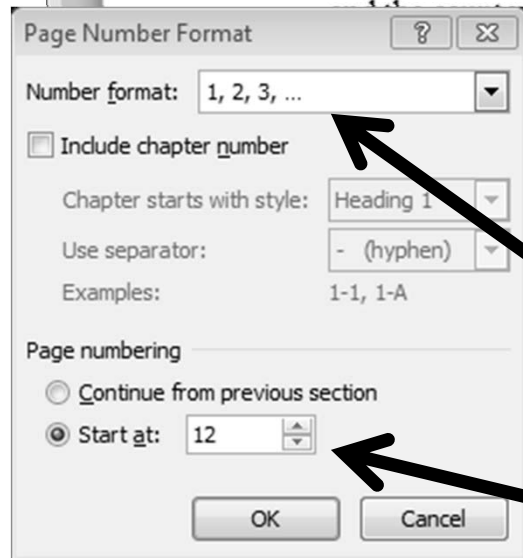 Page Number Format
Number format: 1, 2, 3, ...
Include chapter number
Chapter starts with style: Heading 1
Use separator: - (hyphen)
Examples: 1-1, 1-A
Page numbering
Continue from previous section
Start at: 12
OK Cancel